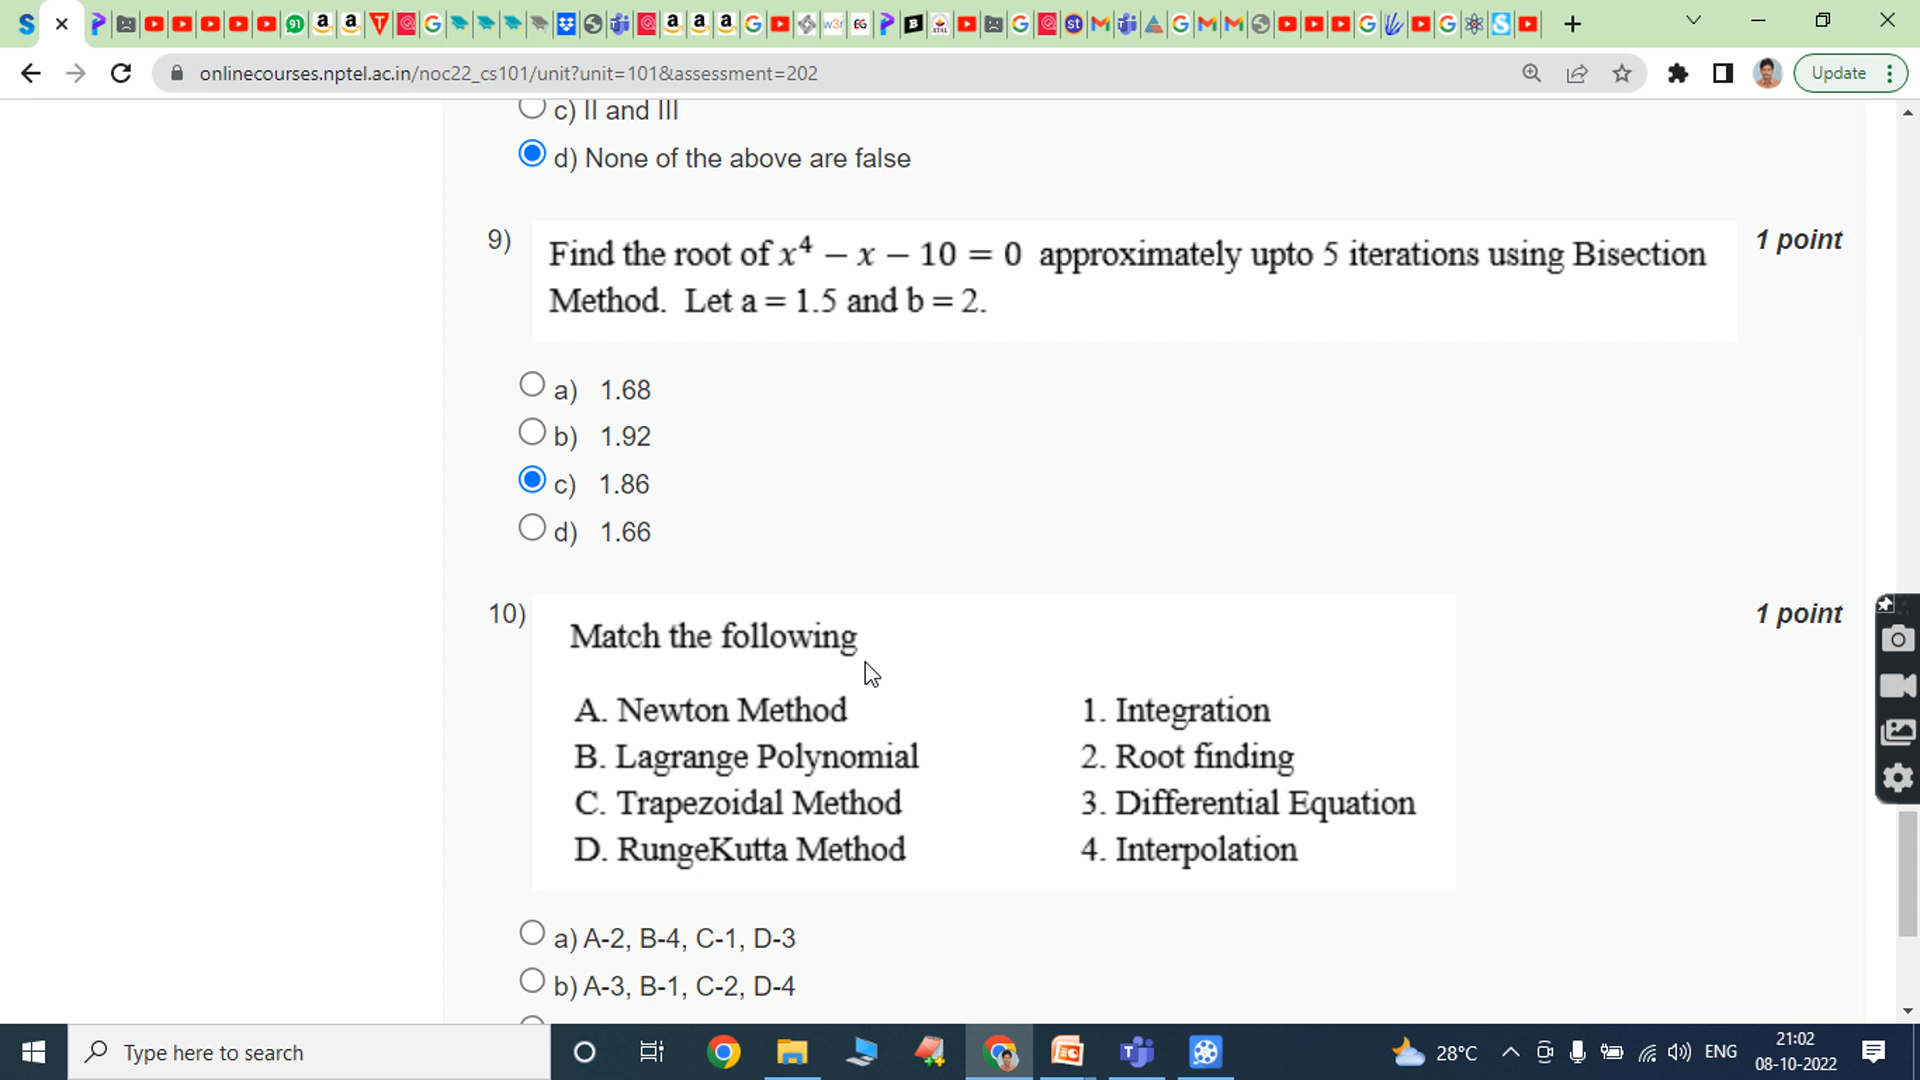 onlinecourses.nptel.ac.in/noc22_cs101/unit?unit=101&assessment=202
Update
c) II and III
d) None of the above are false
9)
Find the root of x⁴ − x − 10 = 0 approximately upto 5 iterations using Bisection
Method. Let a = 1.5 and b = 2.
1 point
a) 1.68
b) 1.92
c) 1.86
d) 1.66
10)
Match the following
1 point
A. Newton Method 1. Integration
B. Lagrange Polynomial 2. Root finding
C. Trapezoidal Method 3. Differential Equation
D. RungeKutta Method 4. Interpolation
a) A-2, B-4, C-1, D-3
b) A-3, B-1, C-2, D-4
Type here to search
28°C
ENG
21:02
08-10-2022